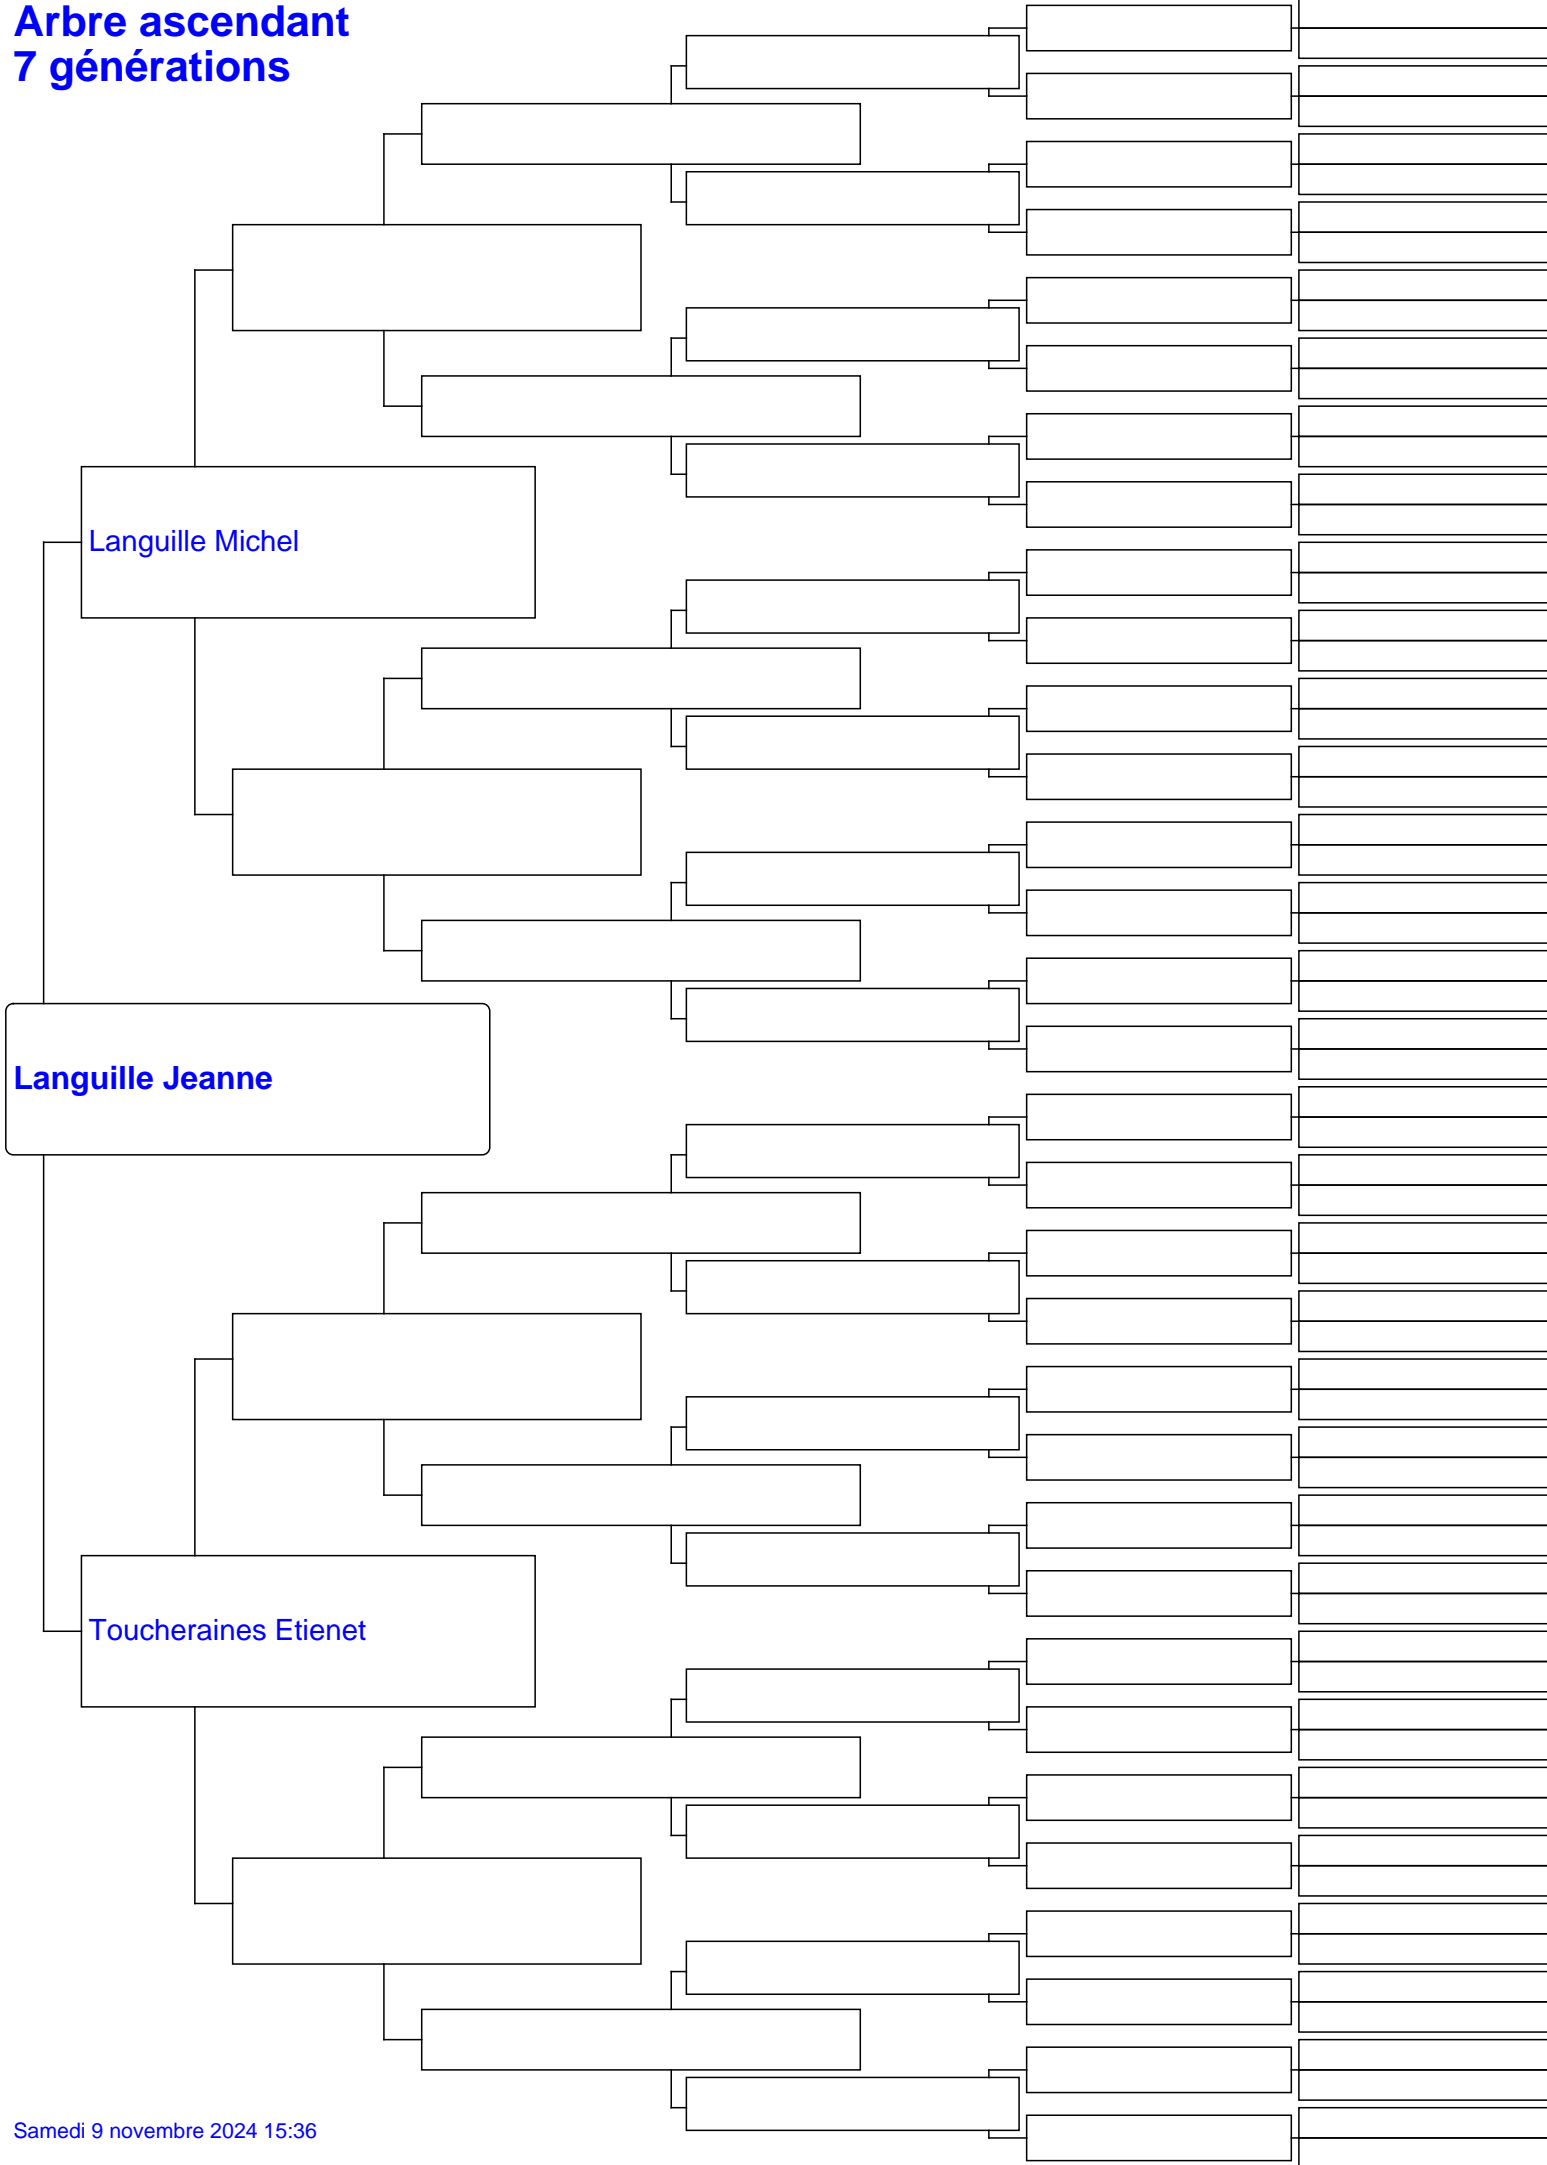 Arbre ascendant
7 générations
Languille Michel
Languille Jeanne
Toucheraines Etienet
Samedi 9 novembre 2024 15:36